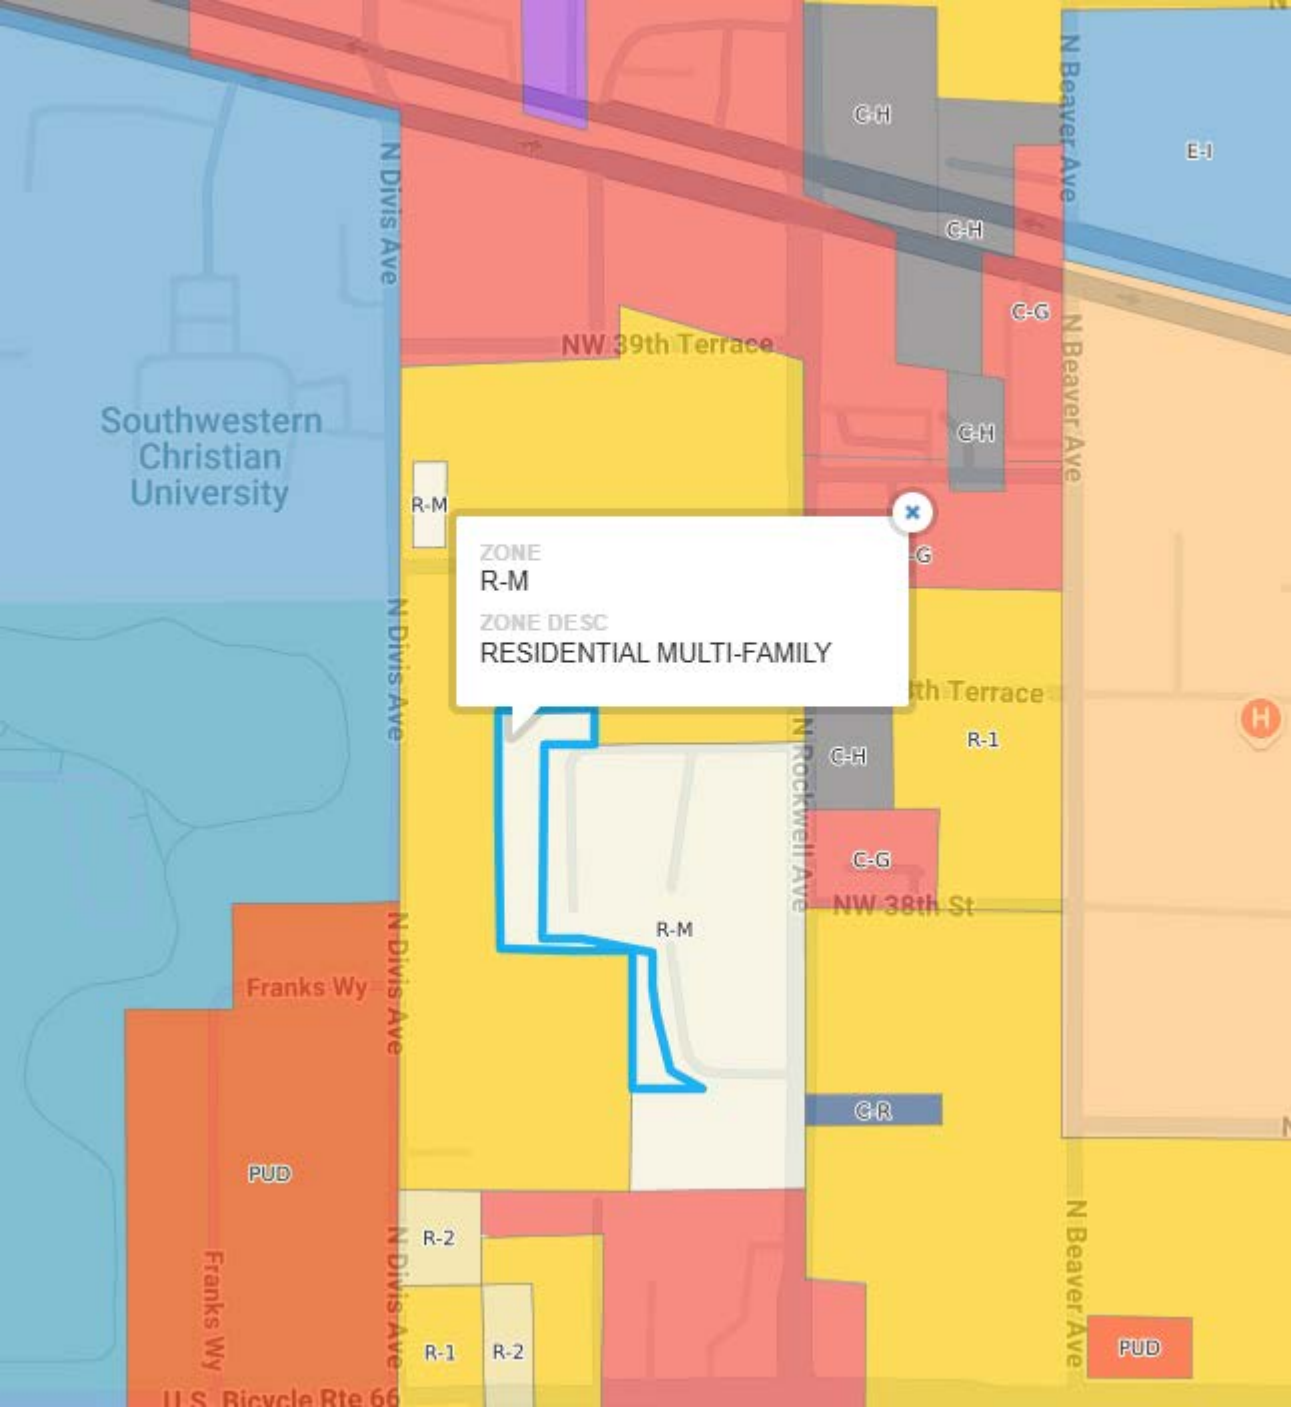 N Beaver Ave
C-H
E-I
N Divis Ave
C-H
C-G
NW 39th Terrace
N Beaver Ave
Southwestern
Christian
University
C-H
R-M
ZONE
R-M
-G
ZONE DESC
RESIDENTIAL MULTI-FAMILY
N Divis Ave
th Terrace
H
R-1
C-H
N Rockwell Ave
C-G
NW 38th St
R-M
N Divis Ave
Franks Wy
C-R
N
PUD
R-2
N Divis Ave
N Beaver Ave
Franks Wy
R-1
R-2
PUD
U.S. Bicycle Rte 66